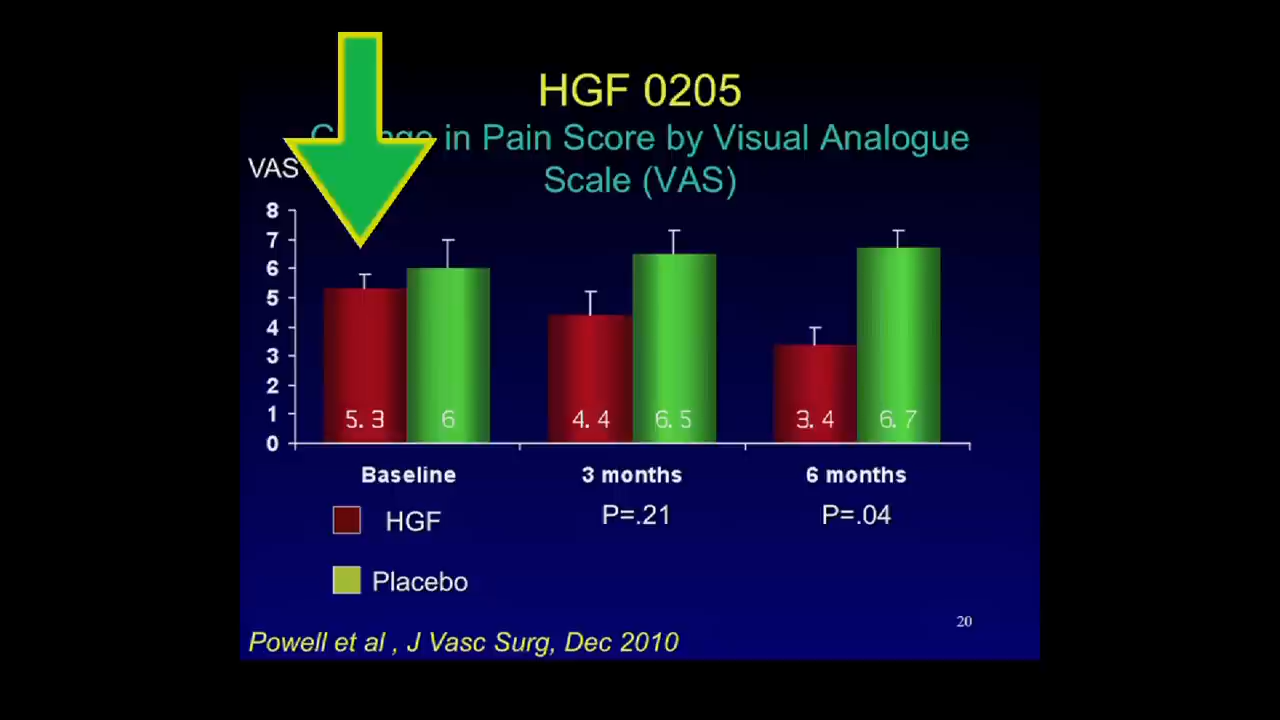 HGF 0205
in Pain Score by Visual Analogue
Scale (VAS)
VAS
8
7
6
5
4
3
2
1
0
5.3
6
4.4
6.5
3.4
6.7
Baseline
3 months
6 months
P=.21
P=.04
HGF
Placebo
20
Powell et al , J Vasc Surg, Dec 2010